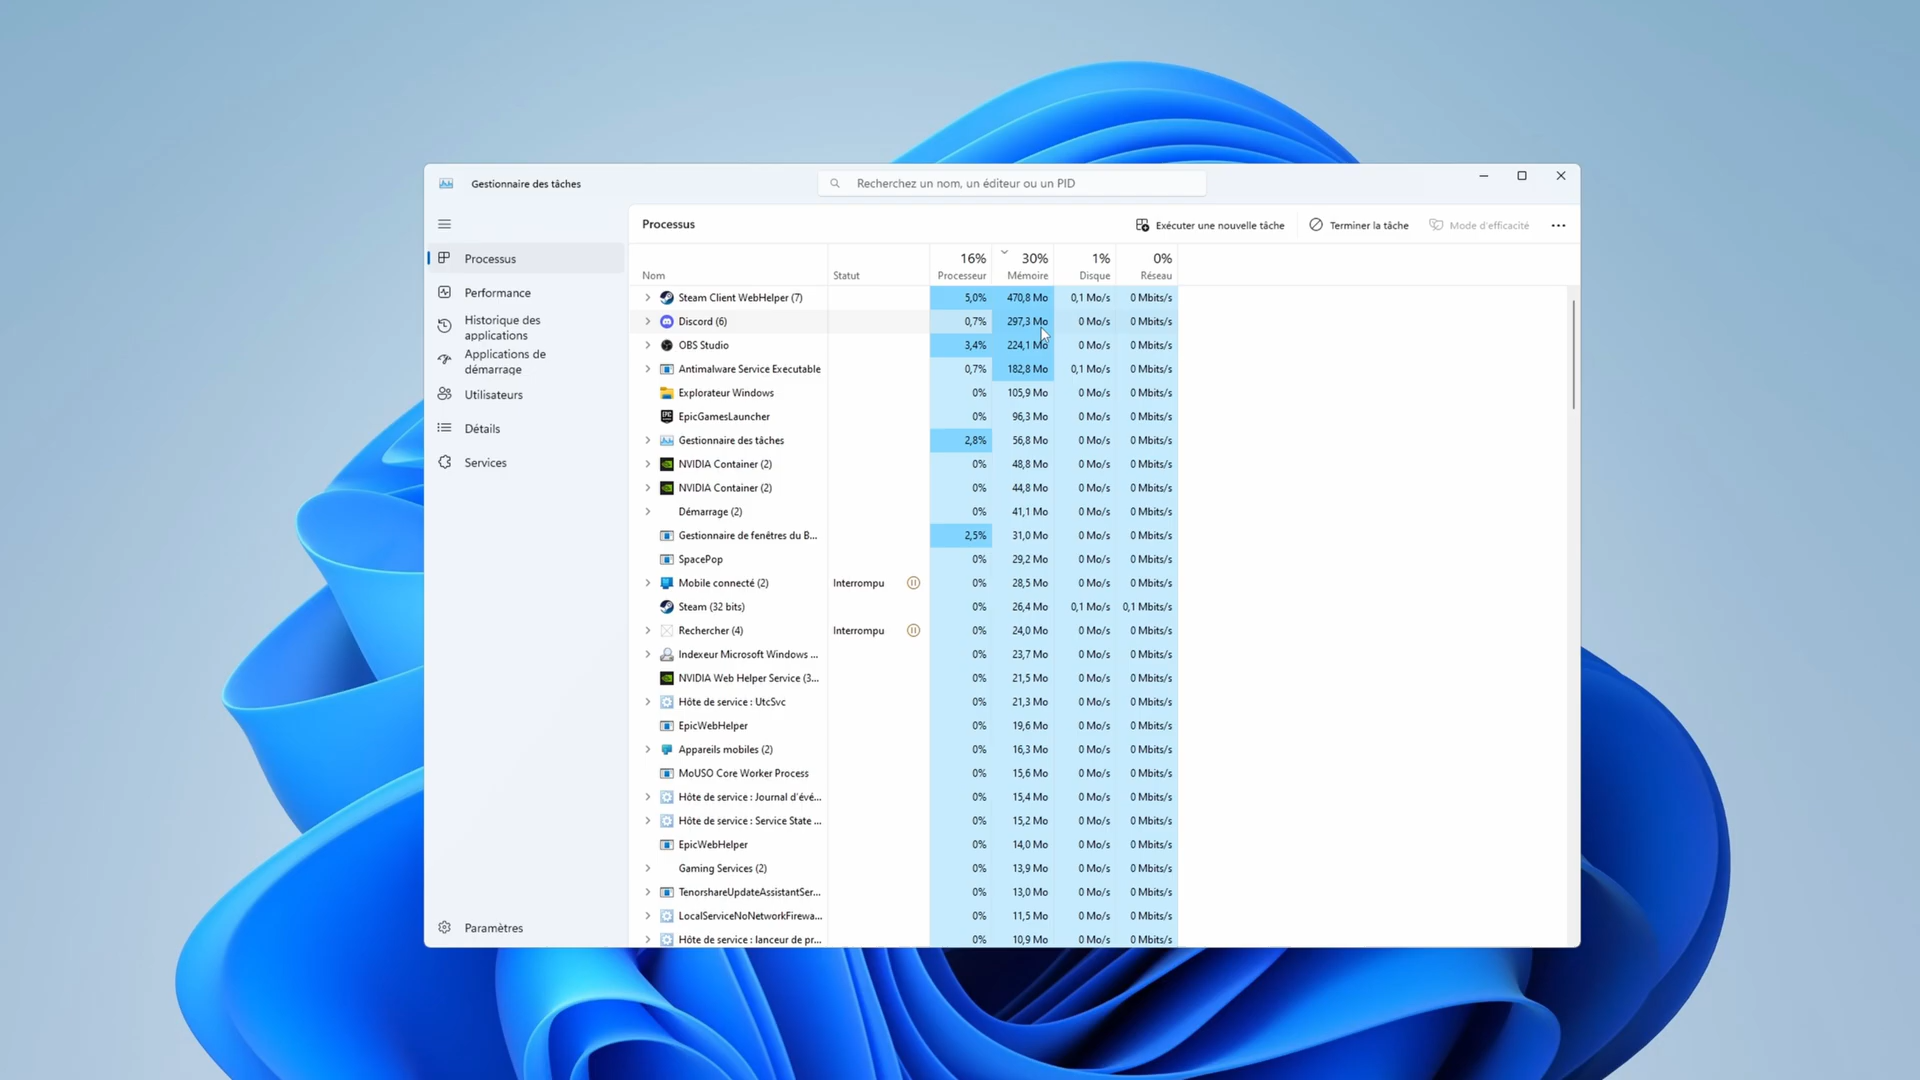 Gestionnaire des tâches
Recherchez un nom, un éditeur ou un PID
Processus
Exécuter une nouvelle tâche
Terminer la tâche
Mode d'efficacité
Processus
Performance
Historique des
applications
Applications de
démarrage
Utilisateurs
Détails
Services
Paramètres
16% 30% 1% 0%
Nom Statut Processeur Mémoire Disque Réseau
Steam Client WebHelper (7) 5,0% 470,8 Mo 0,1 Mo/s 0 Mbits/s
Discord (6) 0,7% 297,3 Mo 0 Mo/s 0 Mbits/s
OBS Studio 3,4% 224,1 Mo 0 Mo/s 0 Mbits/s
Antimalware Service Executable 0,7% 182,8 Mo 0,1 Mo/s 0 Mbits/s
Explorateur Windows 0% 105,9 Mo 0 Mo/s 0 Mbits/s
EpicGamesLauncher 0% 96,3 Mo 0 Mo/s 0 Mbits/s
Gestionnaire des tâches 2,8% 56,8 Mo 0 Mo/s 0 Mbits/s
NVIDIA Container (2) 0% 48,8 Mo 0 Mo/s 0 Mbits/s
NVIDIA Container (2) 0% 44,8 Mo 0 Mo/s 0 Mbits/s
Démarrage (2) 0% 41,1 Mo 0 Mo/s 0 Mbits/s
Gestionnaire de fenêtres du B... 2,5% 31,0 Mo 0 Mo/s 0 Mbits/s
SpacePop 0% 29,2 Mo 0 Mo/s 0 Mbits/s
Mobile connecté (2) Interrompu 0% 28,5 Mo 0 Mo/s 0 Mbits/s
Steam (32 bits) 0% 26,4 Mo 0,1 Mo/s 0,1 Mbits/s
Rechercher (4) Interrompu 0% 24,0 Mo 0 Mo/s 0 Mbits/s
Indexeur Microsoft Windows ... 0% 23,7 Mo 0 Mo/s 0 Mbits/s
NVIDIA Web Helper Service (3... 0% 21,5 Mo 0 Mo/s 0 Mbits/s
Hôte de service : UtcSvc 0% 21,3 Mo 0 Mo/s 0 Mbits/s
EpicWebHelper 0% 19,6 Mo 0 Mo/s 0 Mbits/s
Appareils mobiles (2) 0% 16,3 Mo 0 Mo/s 0 Mbits/s
MoUSO Core Worker Process 0% 15,6 Mo 0 Mo/s 0 Mbits/s
Hôte de service : Journal d'évé... 0% 15,4 Mo 0 Mo/s 0 Mbits/s
Hôte de service : Service State ... 0% 15,2 Mo 0 Mo/s 0 Mbits/s
EpicWebHelper 0% 14,0 Mo 0 Mo/s 0 Mbits/s
Gaming Services (2) 0% 13,9 Mo 0 Mo/s 0 Mbits/s
TenorshareUpdateAssistantSer... 0% 13,0 Mo 0 Mo/s 0 Mbits/s
LocalServiceNoNetworkFirewa... 0% 11,5 Mo 0 Mo/s 0 Mbits/s
Hôte de service : lanceur de pr... 0% 10,9 Mo 0 Mo/s 0 Mbits/s